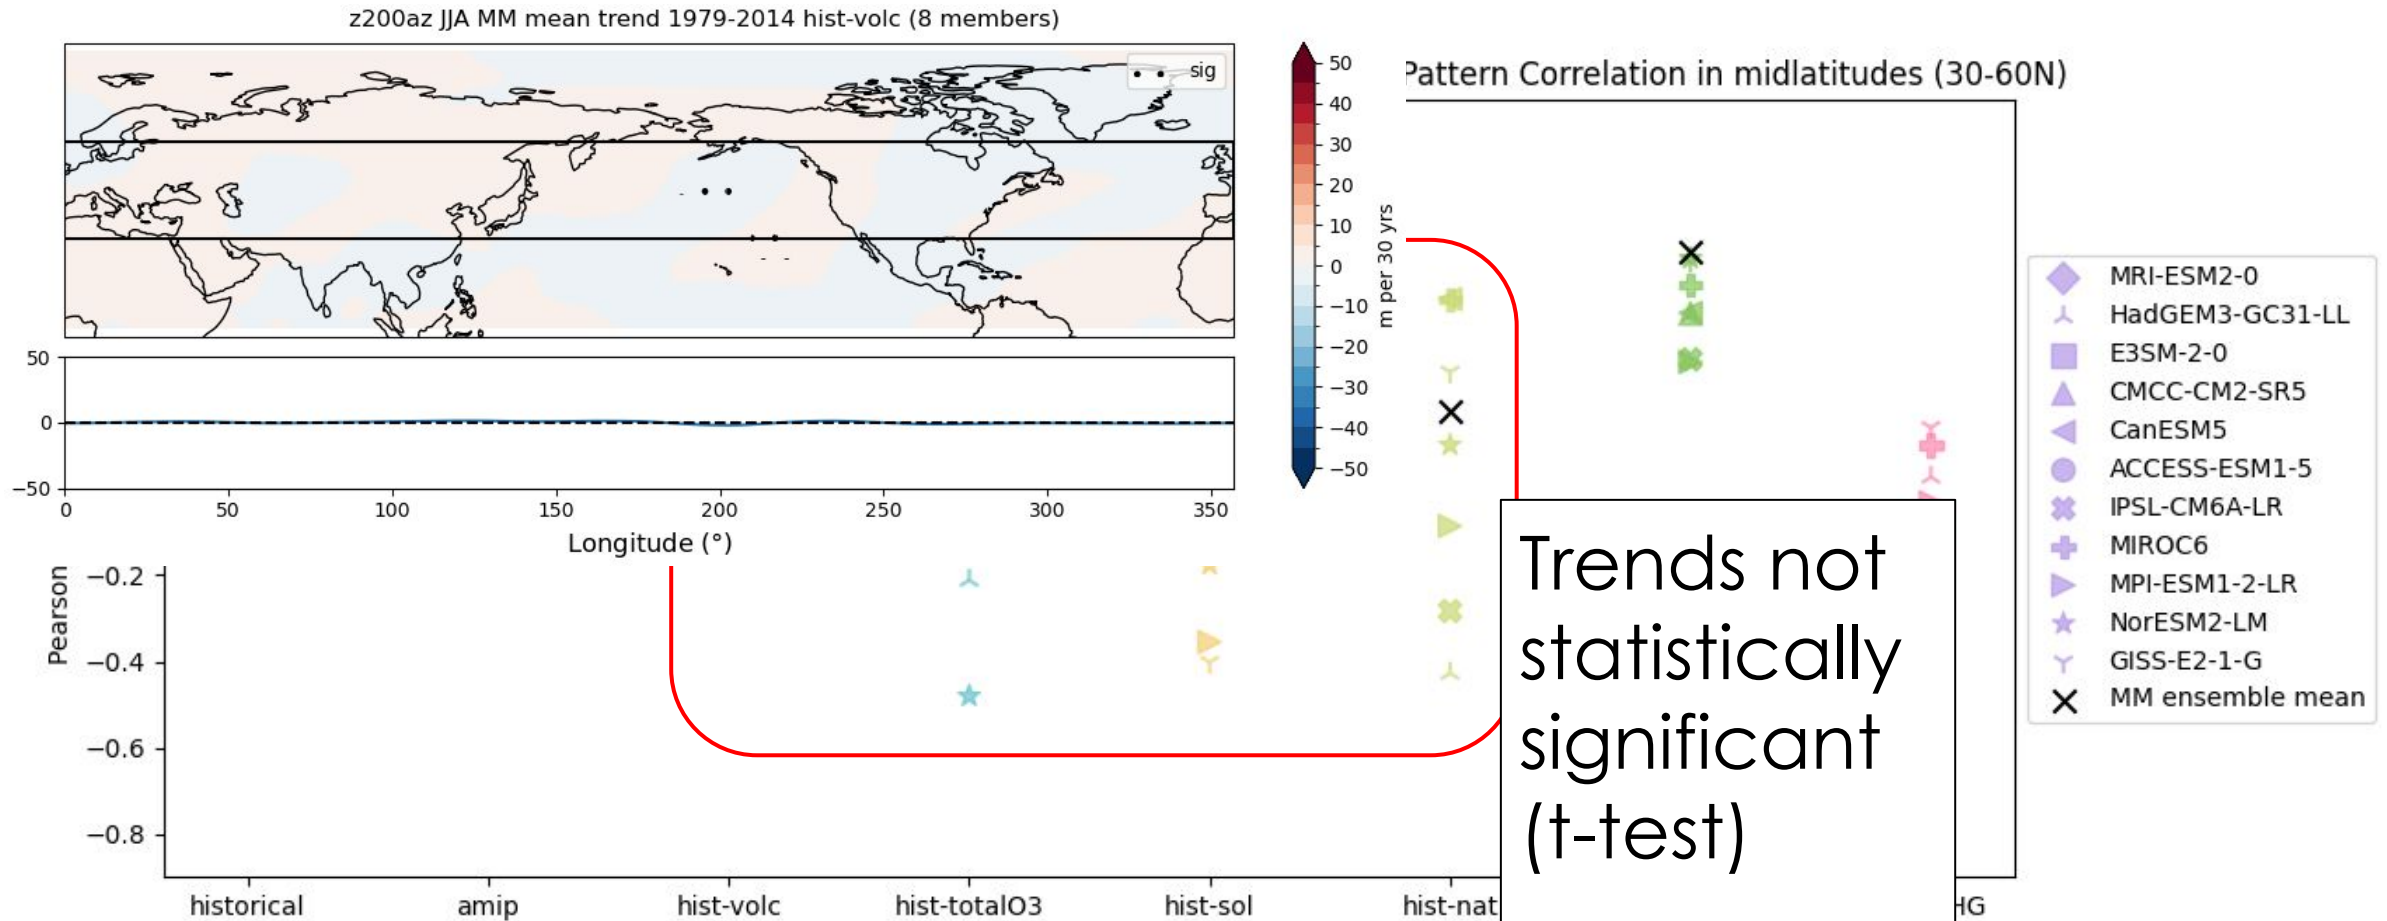 z200az JJA MM mean trend 1979-2014 hist-volc (8 members)
sig
50
40
30
20
10
0
−10
−20
−30
−40
−50
m per 30 yrs
50
0
−50
0 50 100 150 200 250 300 350
Longitude (°)
Pattern Correlation in midlatitudes (30-60N)
Pearson
−0.2
−0.4
−0.6
−0.8
historical amip hist-volc hist-totalO3 hist-sol hist-nat HG
MRI-ESM2-0
HadGEM3-GC31-LL
E3SM-2-0
CMCC-CM2-SR5
CanESM5
ACCESS-ESM1-5
IPSL-CM6A-LR
MIROC6
MPI-ESM1-2-LR
NorESM2-LM
GISS-E2-1-G
MM ensemble mean
Trends not
statistically
significant
(t-test)